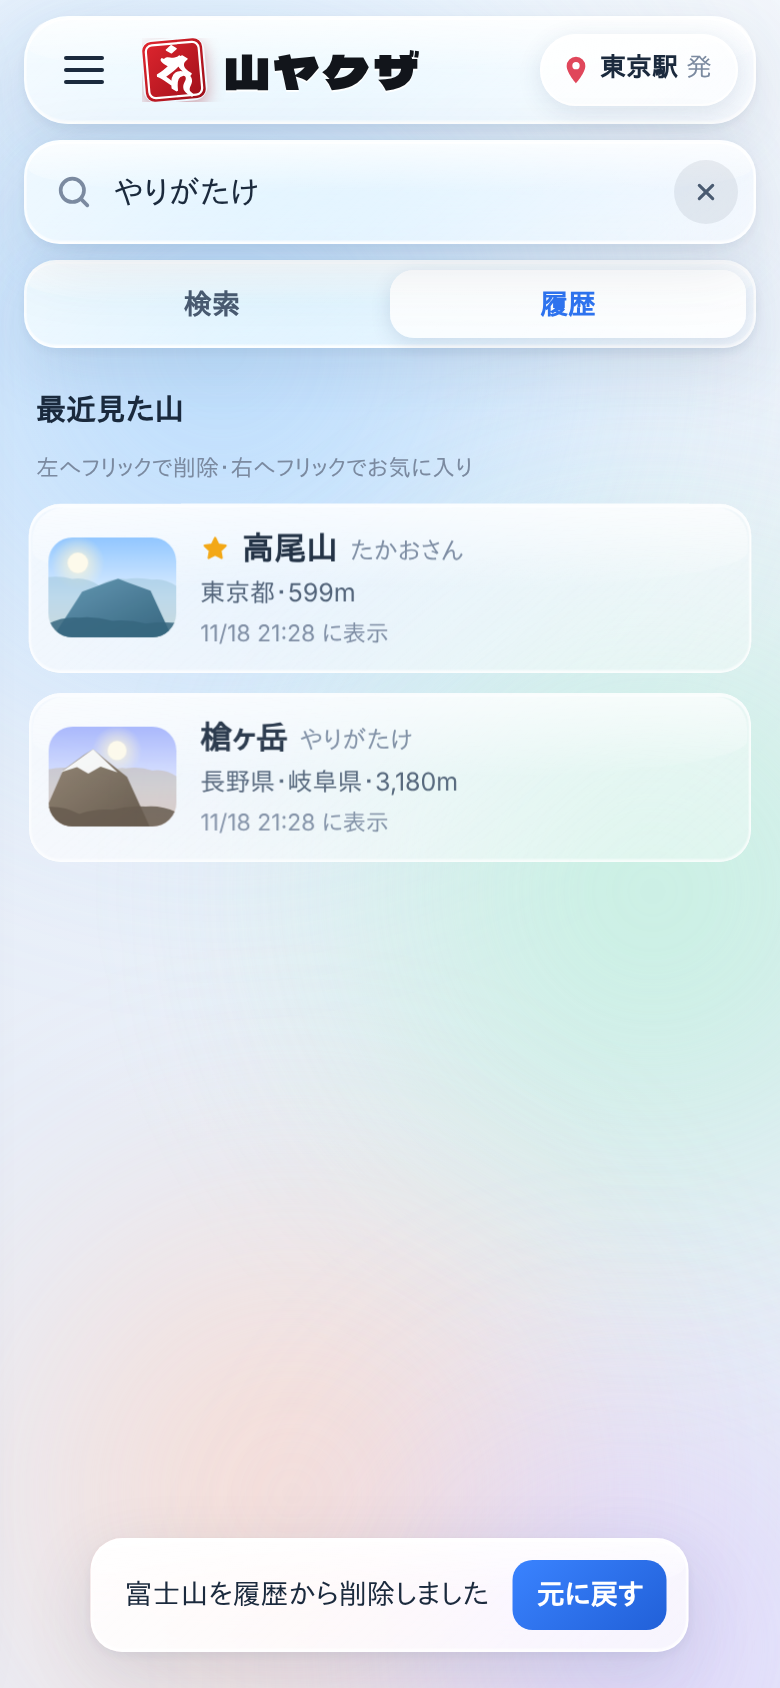 山ヤクザ
東京駅 発
やりがたけ
検索 履歴
最近見た山
左へフリックで削除・右へフリックでお気に入り
高尾山 たかおさん
東京都・599m
11/18 21:28 に表示
槍ヶ岳 やりがたけ
長野県・岐阜県・3,180m
11/18 21:28 に表示
富士山を履歴から削除しました 元に戻す